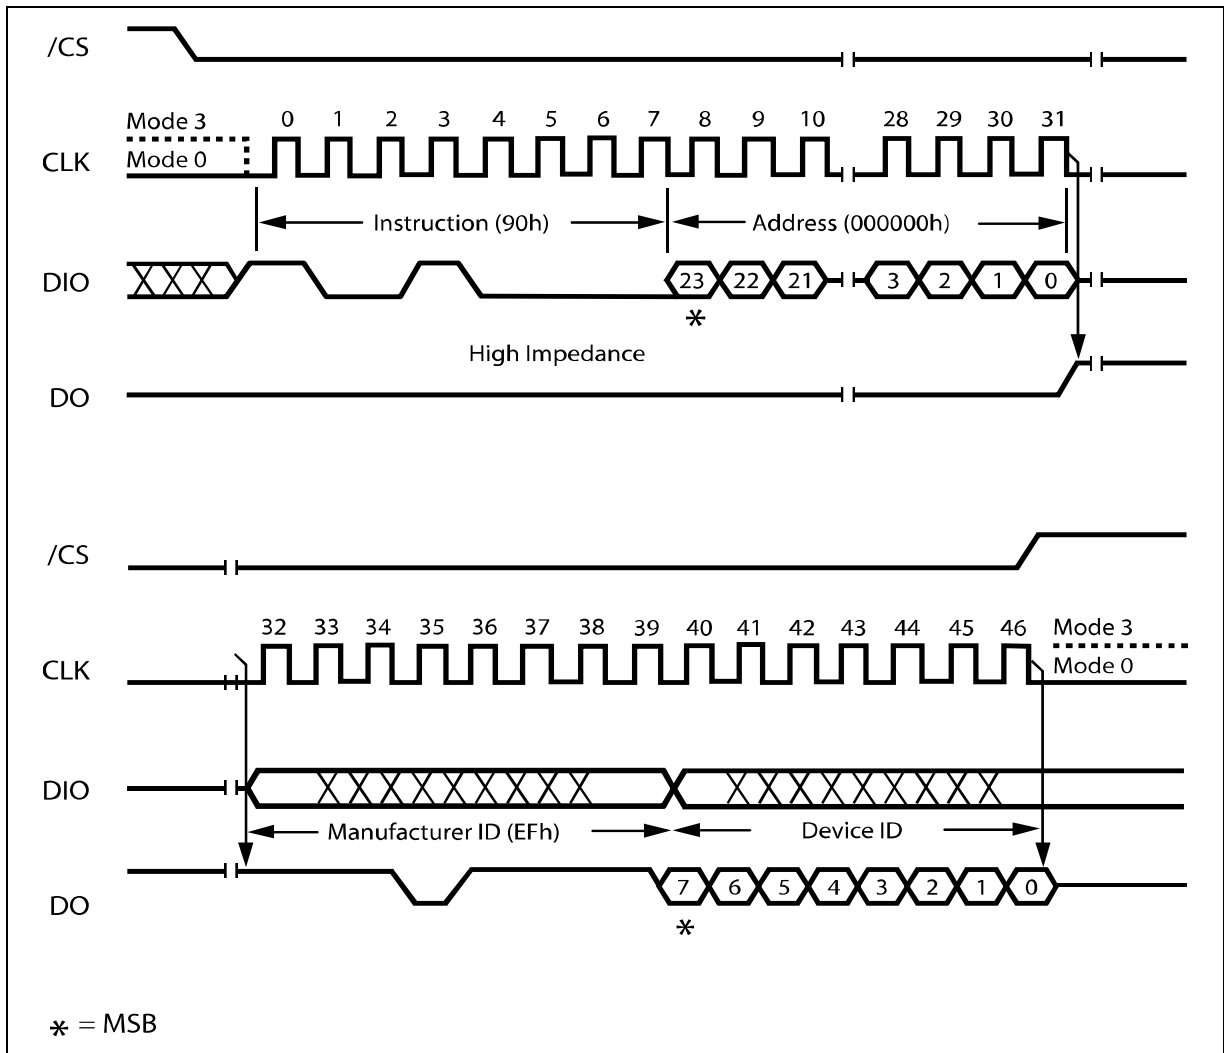 /CS
Mode 3
0 1 2 3 4 5 6 7 8 9 10 28 29 30 31
CLK
Mode 0
Instruction (90h) Address (000000h)
DIO
23 22 21 3 2 1 0
*
High Impedance
DO
/CS
32 33 34 35 36 37 38 39 40 41 42 43 44 45 46
Mode 3
CLK
Mode 0
DIO
Manufacturer ID (EFh) Device ID
DO
7 6 5 4 3 2 1 0
*
* = MSB